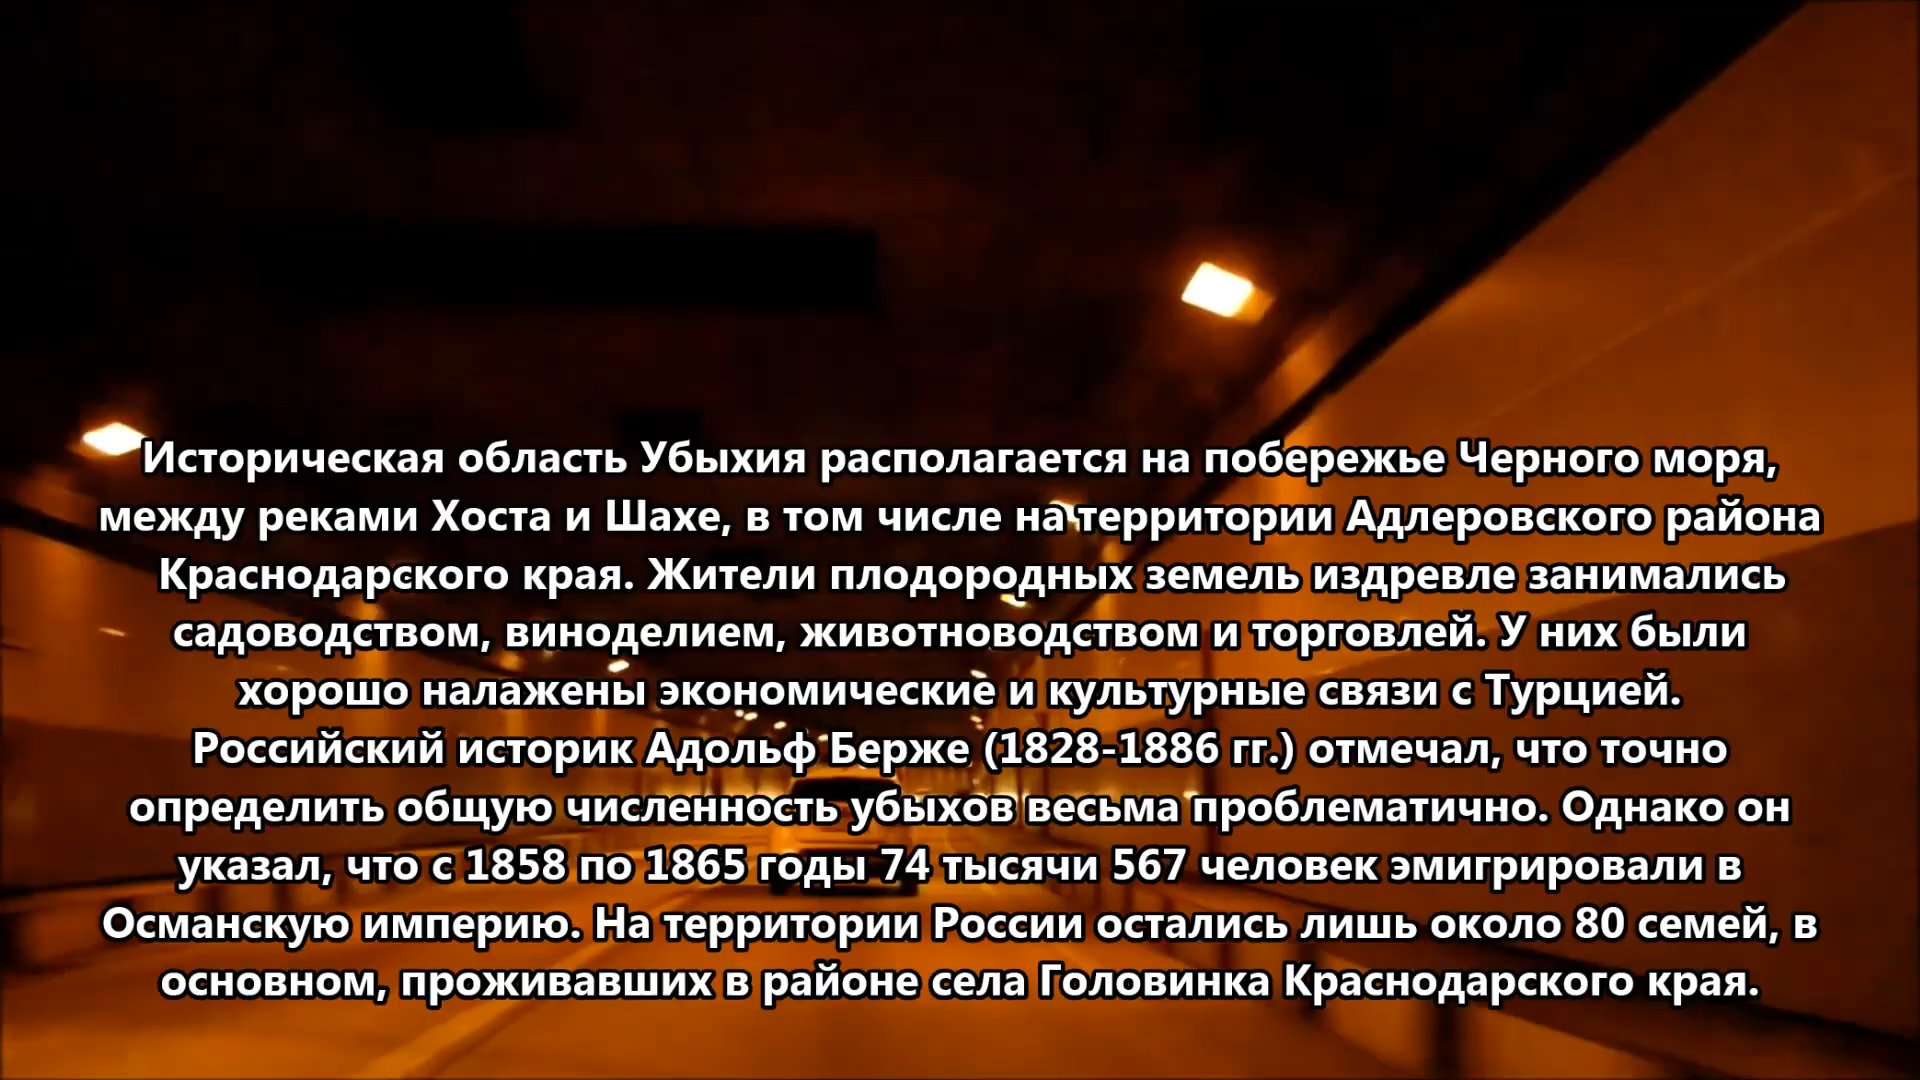 Историческая область Убыхия располагается на побережье Черного моря,
между реками Хоста и Шахе, в том числе на территории Адлеровского района
Краснодарского края. Жители плодородных земель издревле занимались
садоводством, виноделием, животноводством и торговлей. У них были
хорошо налажены экономические и культурные связи с Турцией.
Российский историк Адольф Берже (1828-1886 гг.) отмечал, что точно
определить общую численность убыхов весьма проблематично. Однако он
указал, что с 1858 по 1865 годы 74 тысячи 567 человек эмигрировали в
Османскую империю. На территории России остались лишь около 80 семей, в
основном, проживавших в районе села Головинка Краснодарского края.